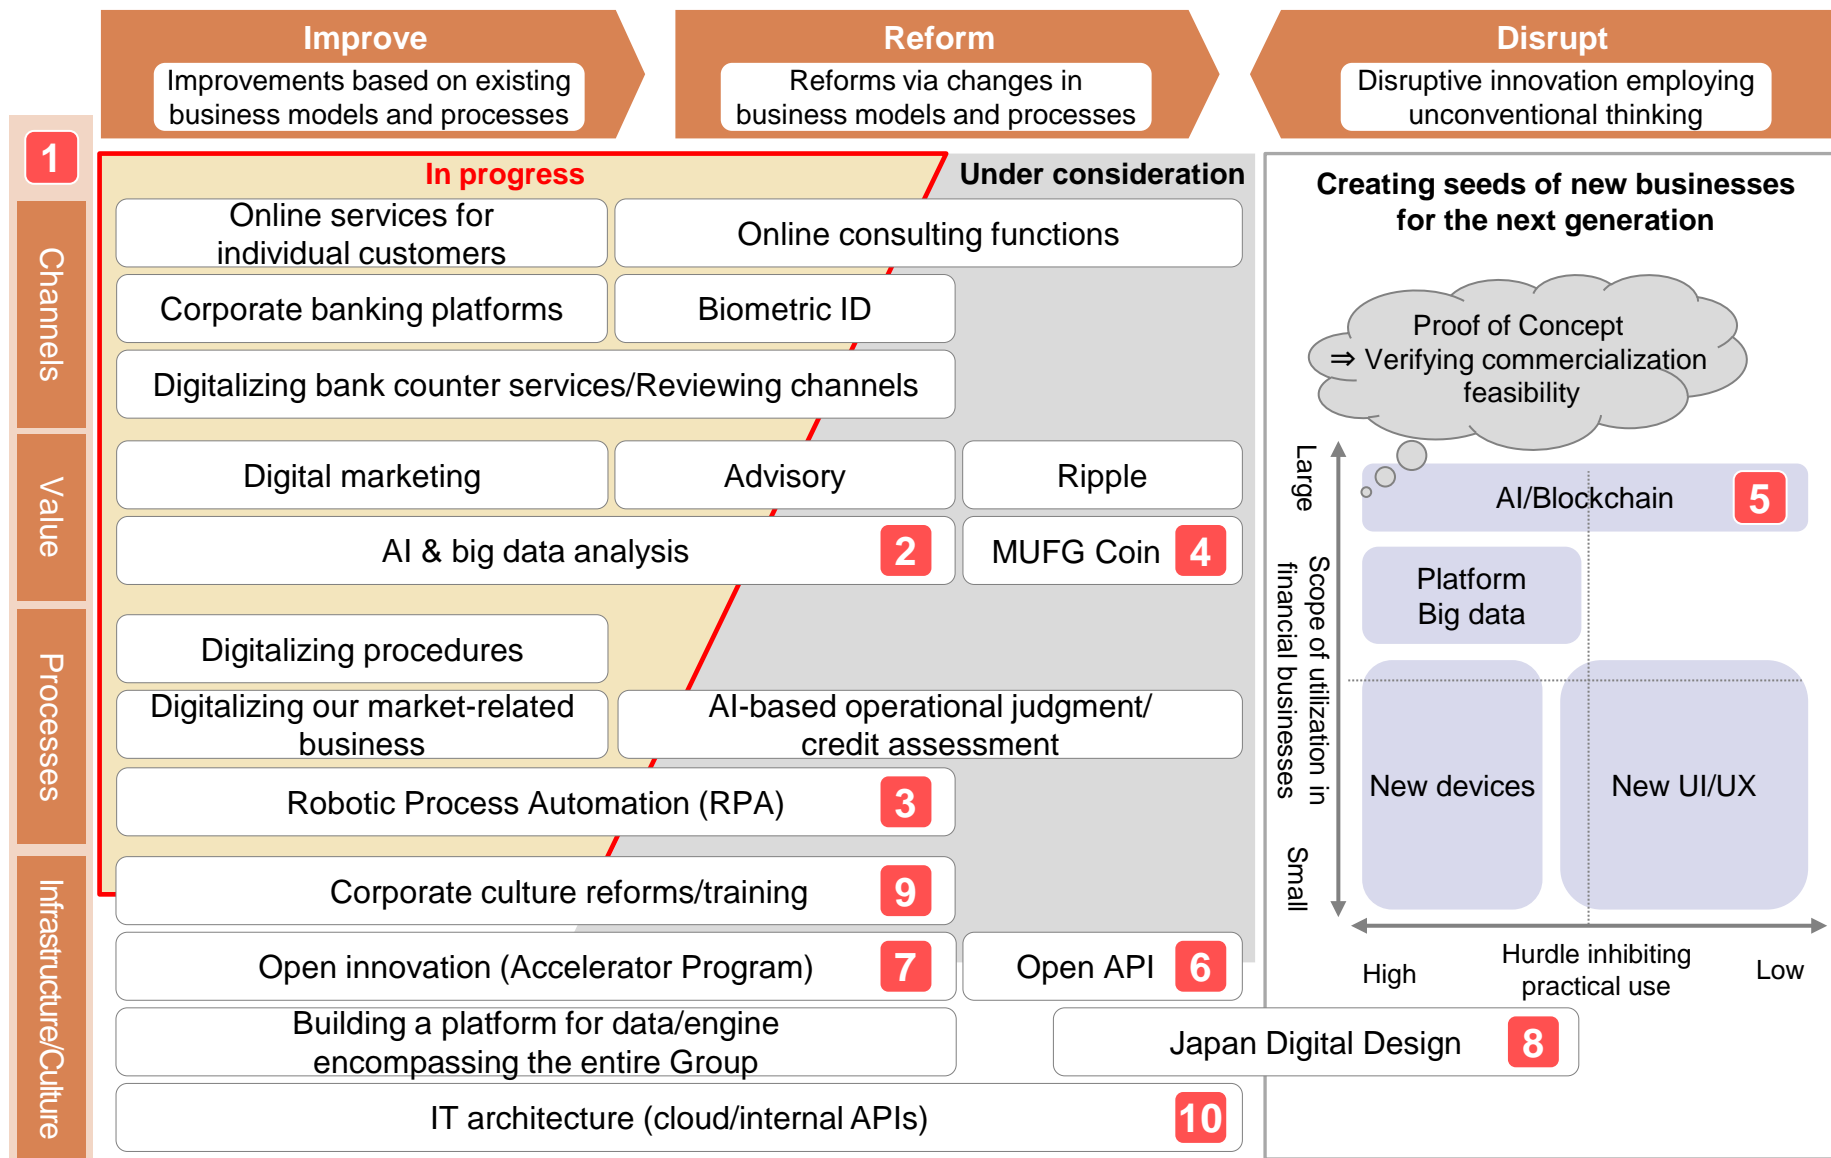 Improve
Improvements based on existing
business models and processes
Reform
Reforms via changes in
business models and processes
Disrupt
Disruptive innovation employing
unconventional thinking
1
In progress
Under consideration
Channels
Online services for
individual customers
Online consulting functions
Corporate banking platforms
Biometric ID
Digitalizing bank counter services/Reviewing channels
Value
Digital marketing
Advisory
Ripple
AI & big data analysis
2
MUFG Coin
4
Processes
Digitalizing procedures
Digitalizing our market-related
business
AI-based operational judgment/
credit assessment
Robotic Process Automation (RPA)
3
Infrastructure/Culture
Corporate culture reforms/training
9
Open innovation (Accelerator Program)
7
Open API
6
Building a platform for data/engine
encompassing the entire Group
Japan Digital Design
8
IT architecture (cloud/internal APIs)
10
Creating seeds of new businesses
for the next generation
Proof of Concept
⇒ Verifying commercialization
feasibility
Large
Scope of utilization in
financial businesses
Small
AI/Blockchain
5
Platform
Big data
New devices
New UI/UX
High
Hurdle inhibiting
practical use
Low